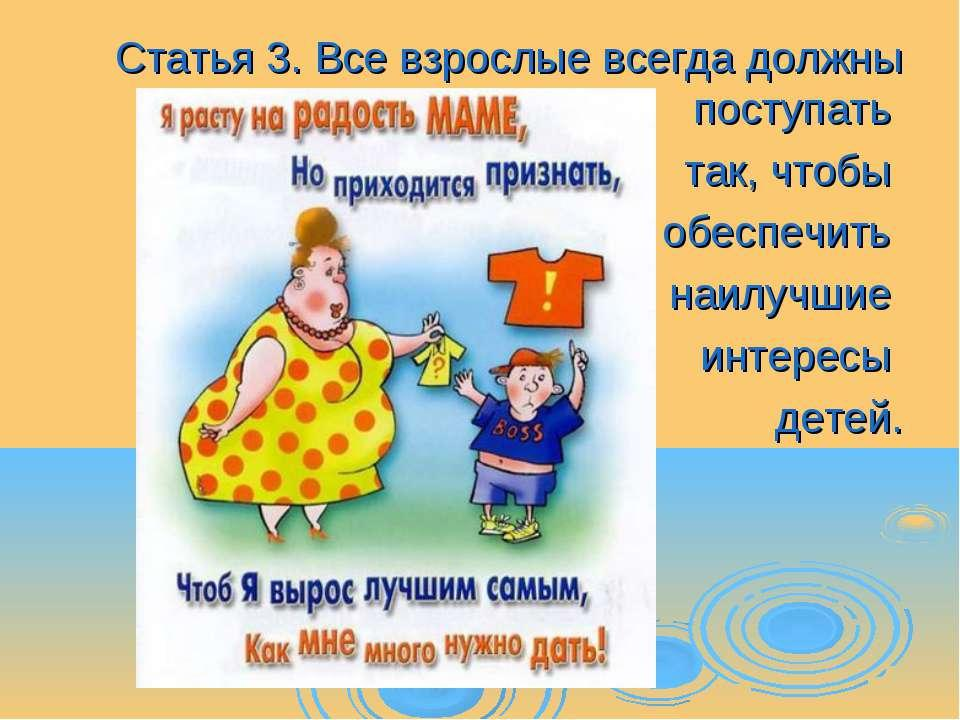 Статья 3. Все взрослые всегда должны
поступать
так, чтобы
обеспечить
наилучшие
интересы
детей.
Я расту на радость МАМЕ,
Но приходится признать,
!
?
BOSS
Чтоб Я вырос лучшим самым,
Как мне много нужно дать!